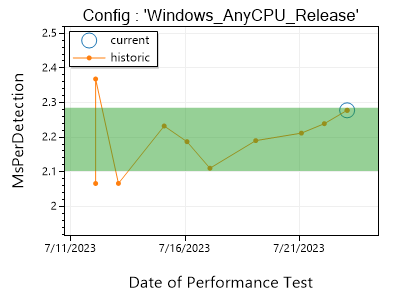 Config : 'Windows_AnyCPU_Release'
2.5
current
historic
2.4
2.3
2.2
2.1
2
MsPerDetection
7/11/2023
7/16/2023
7/21/2023
Date of Performance Test